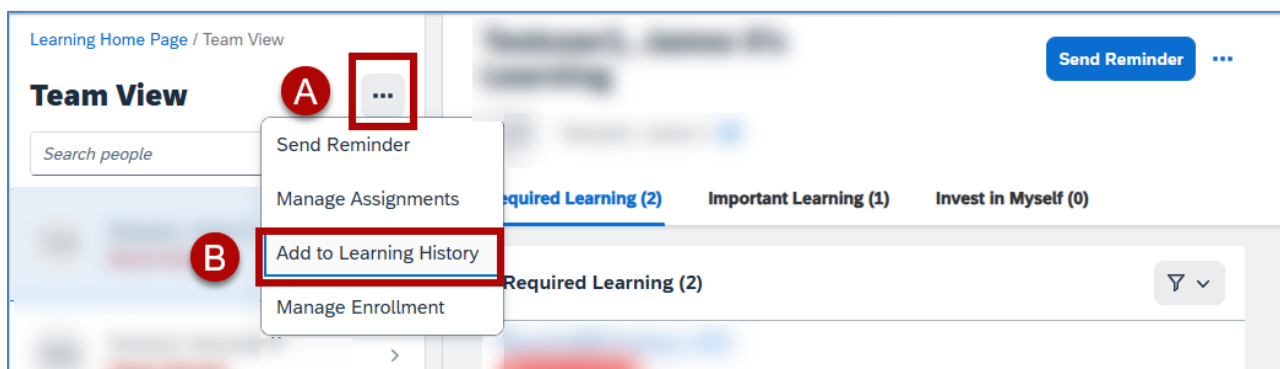 Learning Home Page / Team View
Team View
A
...
Search people
Send Reminder
Manage Assignments
B
Add to Learning History
Manage Enrollment
Send Reminder
...
equired Learning (2)
Important Learning (1)
Invest in Myself (0)
Required Learning (2)